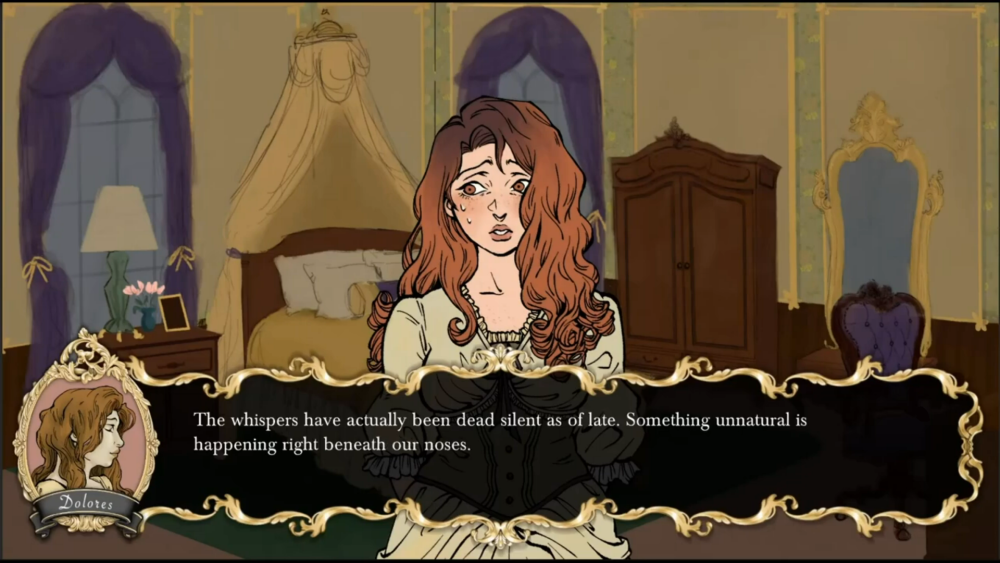 The whispers have actually been dead silent as of late. Something unnatural is
happening right beneath our noses.
Dolores